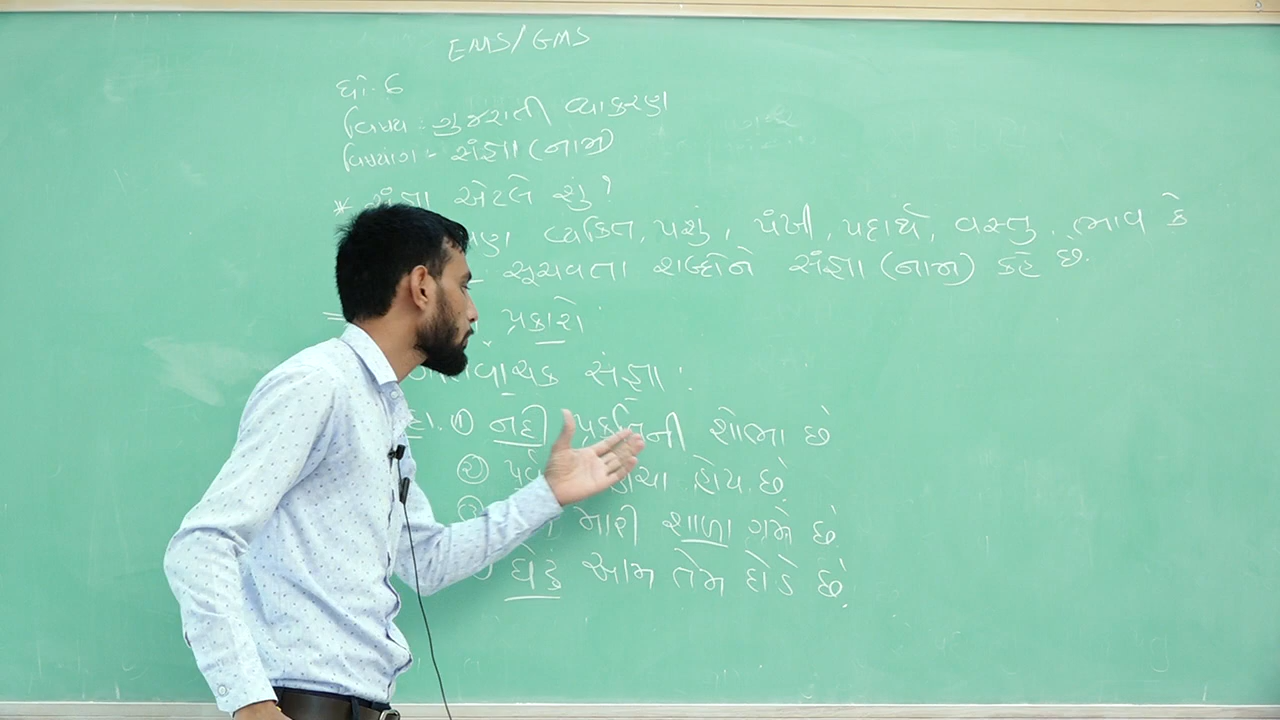 EMS/GMS
ધો. 6
વિષય : ગુજરાતી વ્યાકરણ
વિષયાંગ - સંજ્ઞા (નામ)
* સંજ્ઞા એટલે શું?
વ્યકિત, પશું, પંખી, પદાર્થ, વસ્તુ, ભાવ કે
સૂચવતા શબ્દોને સંજ્ઞા (નામ) કહે છે.
પ્રકારો
જાતિવાચક સંજ્ઞા :
ઉદા. ① નદી પ્રકૃતિની શોભા છે
② હોય છે.
મારી શાળા ગમે છે.
ઘેટું આમ તેમ દોડે છે.